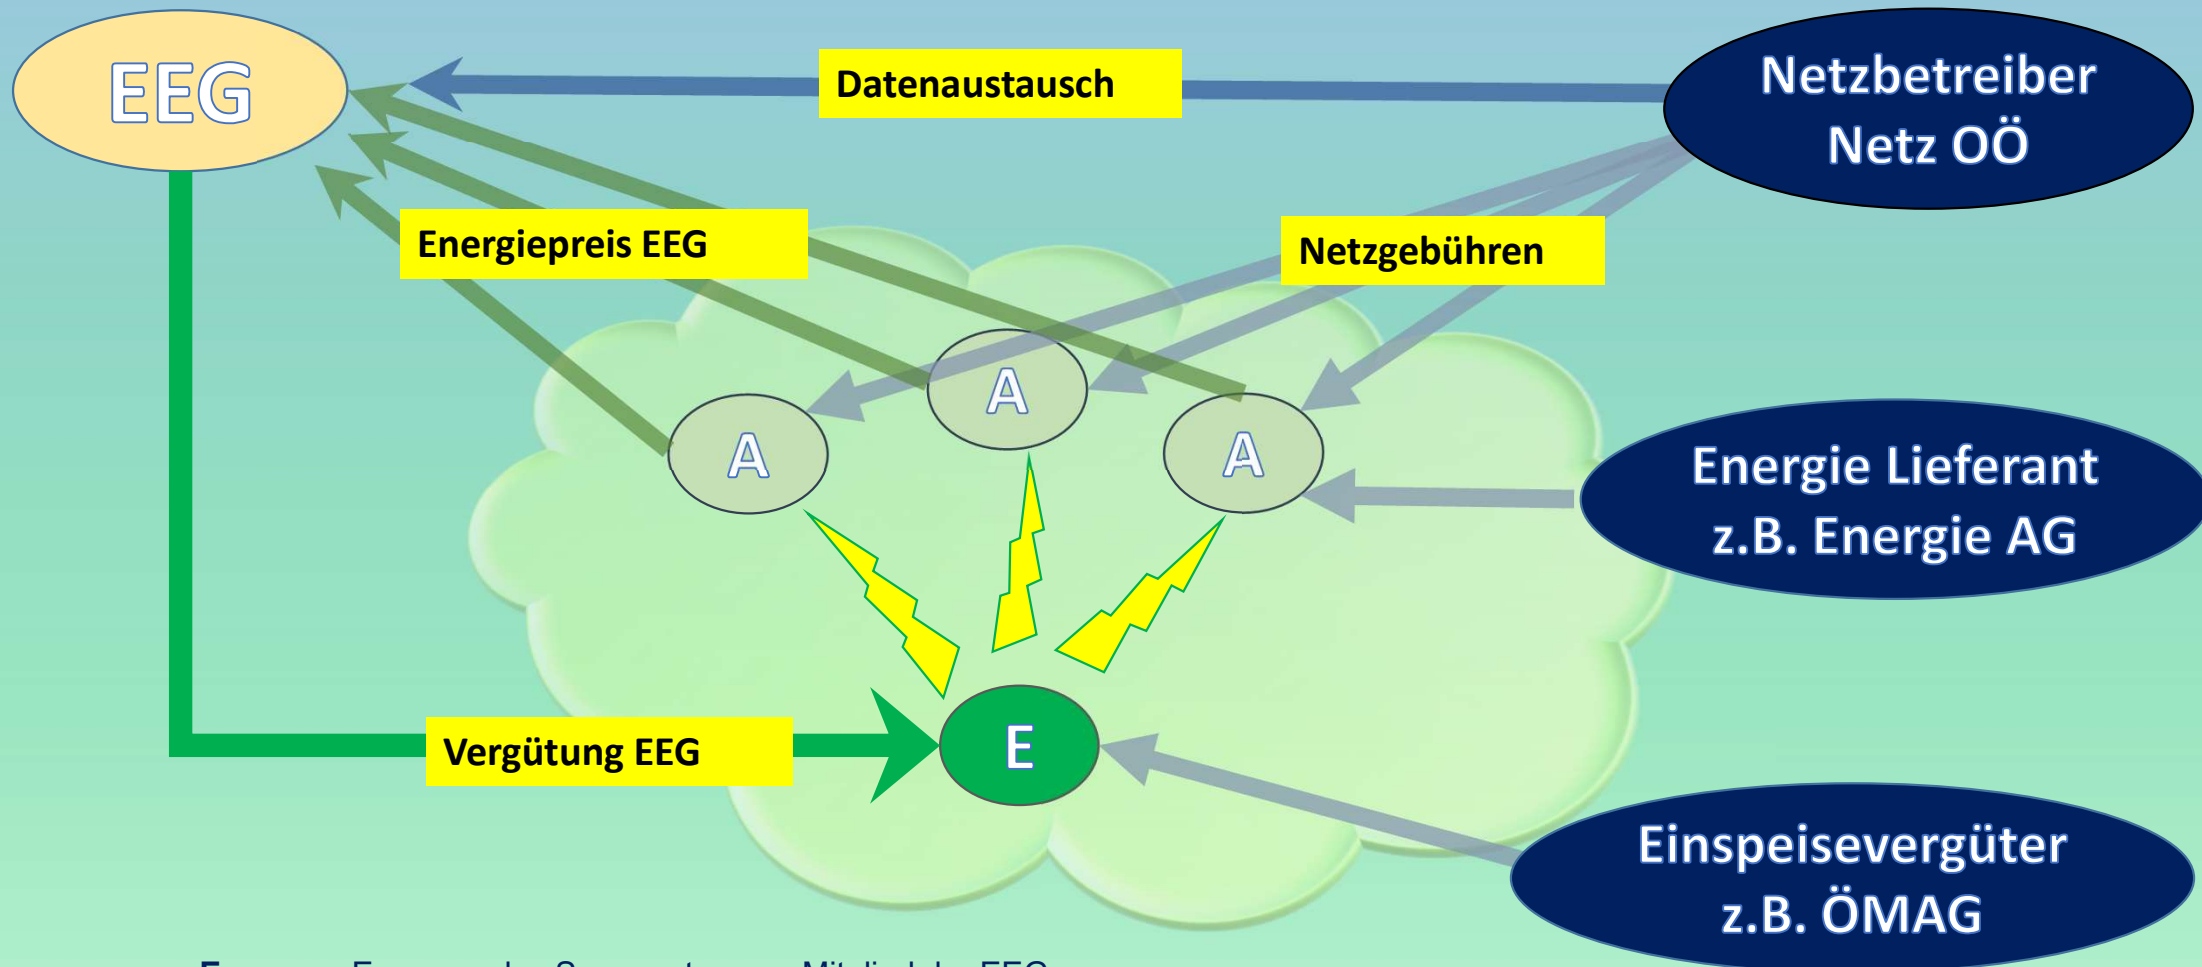 EEG
Datenaustausch
Netzbetreiber
Netz OÖ
Energiepreis EEG
Netzgebühren
A
A
A
Energie Lieferant
z.B. Energie AG
Vergütung EEG
E
Einspeisevergüter
z.B. ÖMAG